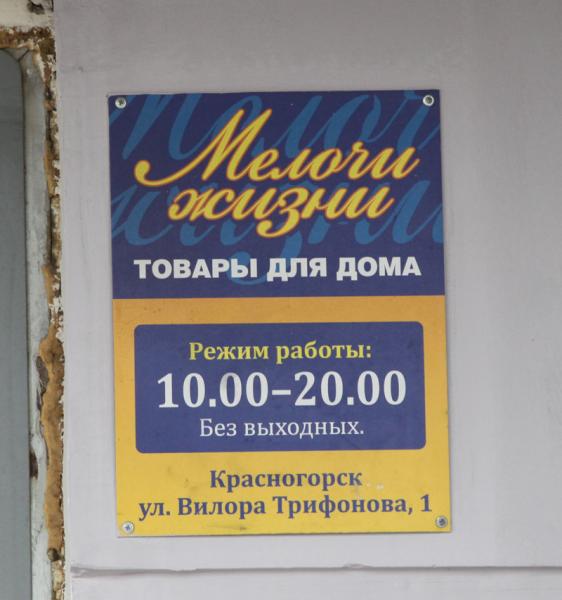 Мелочи
жизни
ТОВАРЫ ДЛЯ ДОМА
Режим работы:
10.00–20.00
Без выходных.
Красногорск
ул. Вилора Трифонова, 1